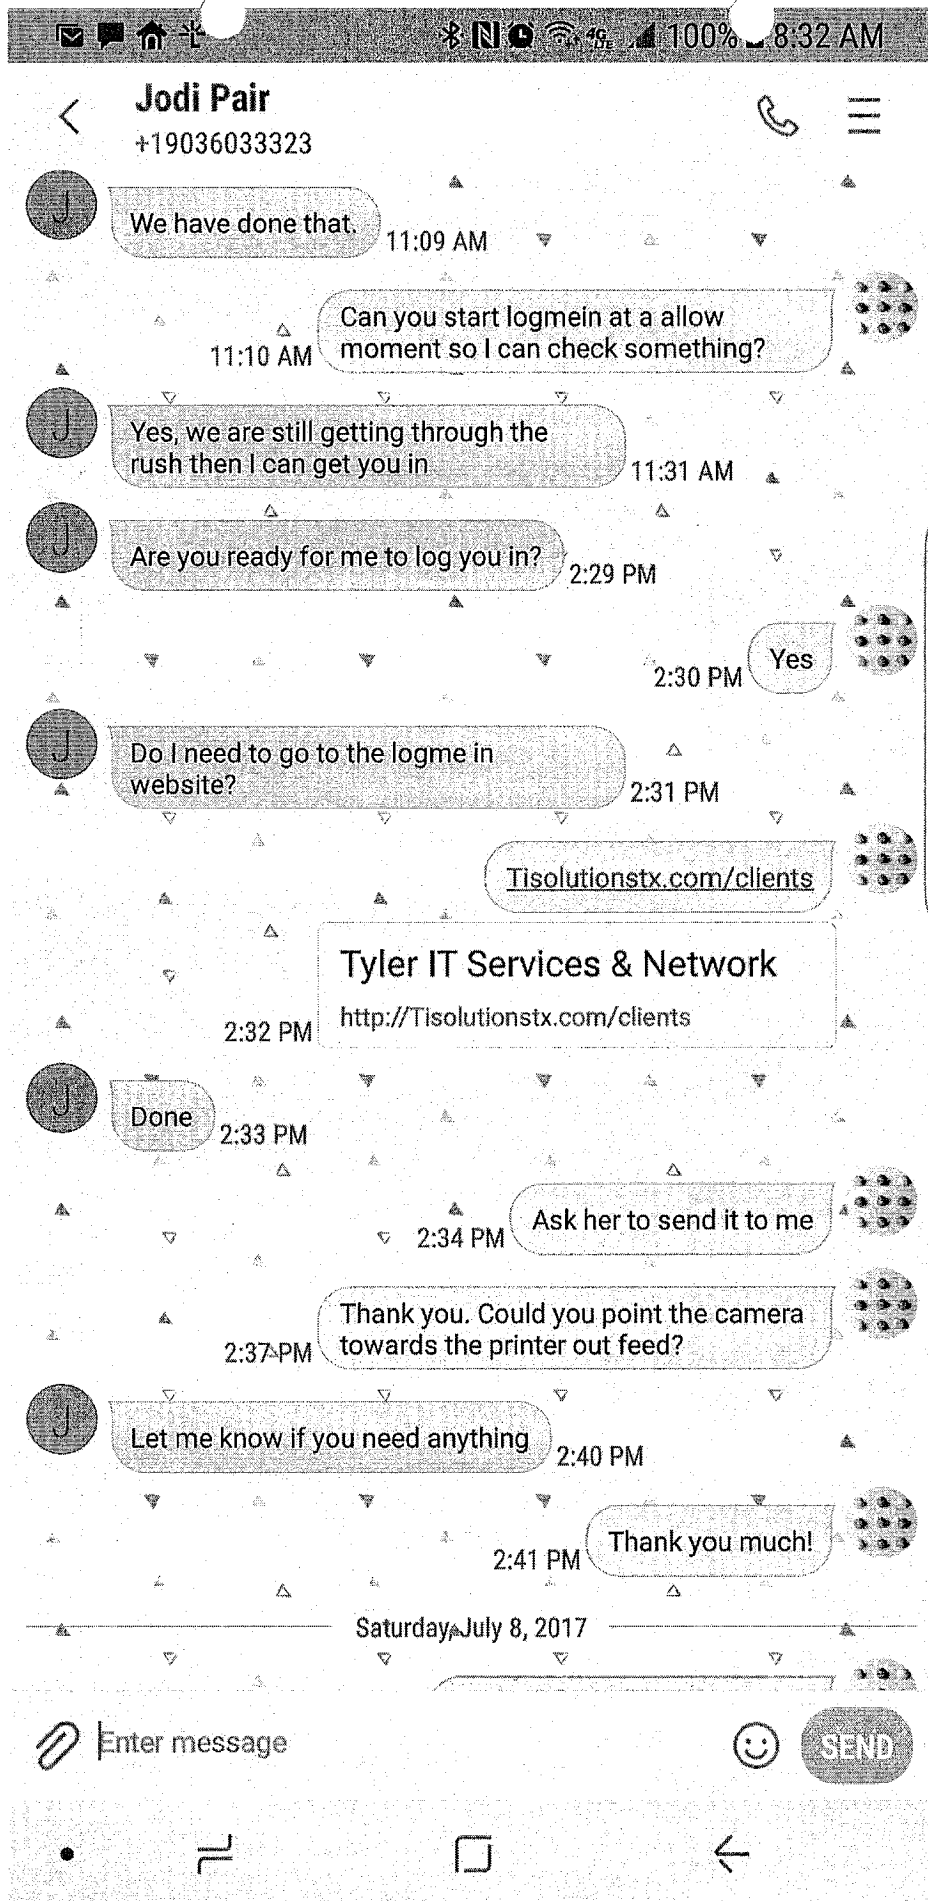 4G LTE 100% 8:32 AM
Jodi Pair
+19036033323
J
We have done that.
11:09 AM
Can you start logmein at a allow
moment so I can check something?
11:10 AM
J
Yes, we are still getting through the
rush then I can get you in
11:31 AM
J
Are you ready for me to log you in?
2:29 PM
Yes
2:30 PM
J
Do I need to go to the logme in
website?
2:31 PM
Tisolutionstx.com/clients
Tyler IT Services & Network
http://Tisolutionstx.com/clients
2:32 PM
J
Done
2:33 PM
Ask her to send it to me
2:34 PM
Thank you. Could you point the camera
towards the printer out feed?
2:37 PM
J
Let me know if you need anything
2:40 PM
Thank you much!
2:41 PM
Saturday, July 8, 2017
Enter message
SEND